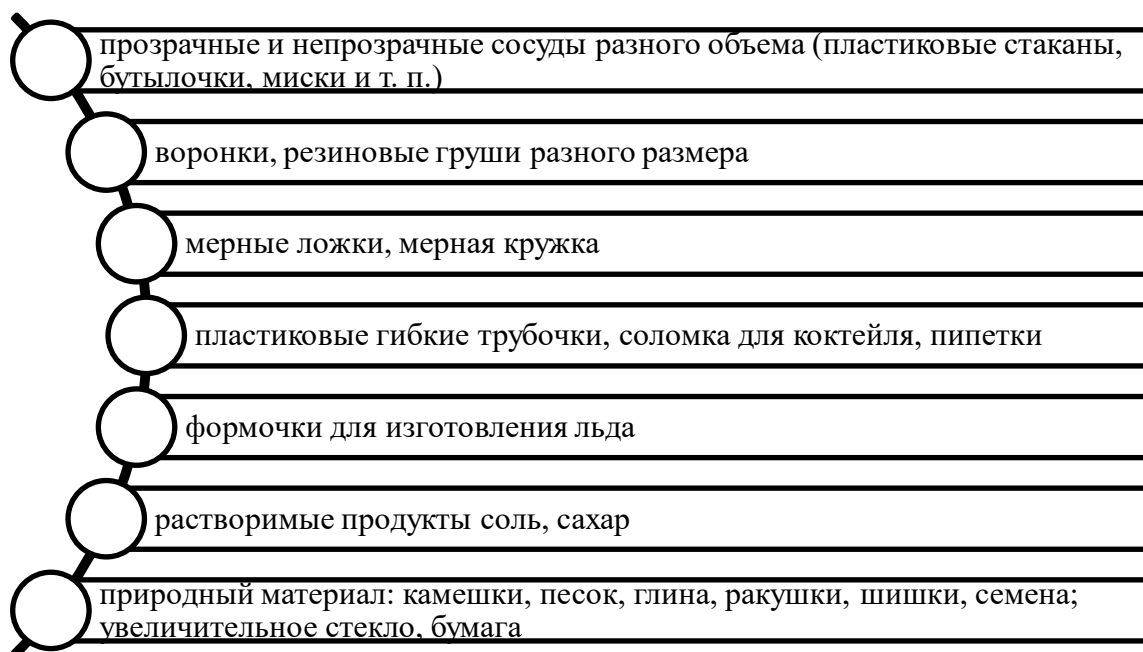 прозрачные и непрозрачные сосуды разного объема (пластиковые стаканы,
бутылочки, миски и т. п.)
воронки, резиновые груши разного размера
мерные ложки, мерная кружка
пластиковые гибкие трубочки, соломка для коктейля, пипетки
формочки для изготовления льда
растворимые продукты соль, сахар
природный материал: камешки, песок, глина, ракушки, шишки, семена;
увеличительное стекло, бумага